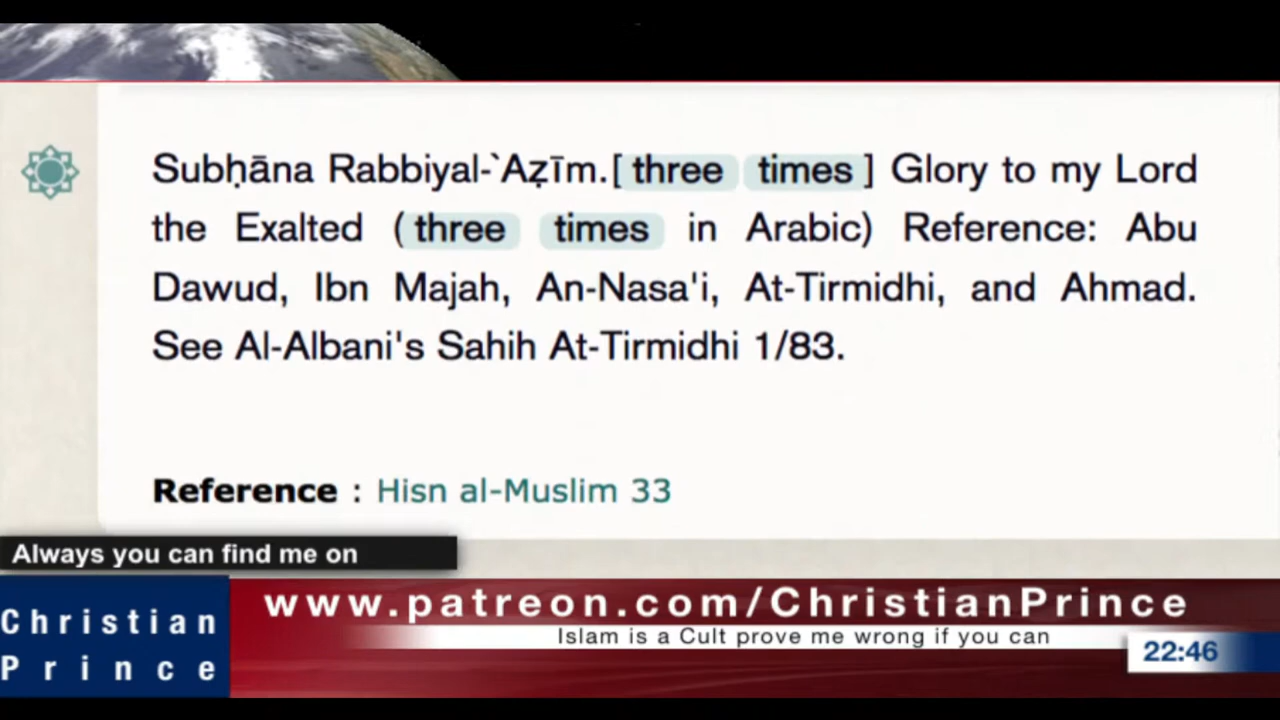 Subḥāna Rabbiyal-`Aẓīm.[ three times ] Glory to my Lord
the Exalted ( three times in Arabic) Reference: Abu
Dawud, Ibn Majah, An-Nasa'i, At-Tirmidhi, and Ahmad.
See Al-Albani's Sahih At-Tirmidhi 1/83.
Reference : Hisn al-Muslim 33
Always you can find me on
Christian
Prince
www.patreon.com/ChristianPrince
Islam is a Cult prove me wrong if you can
22:46